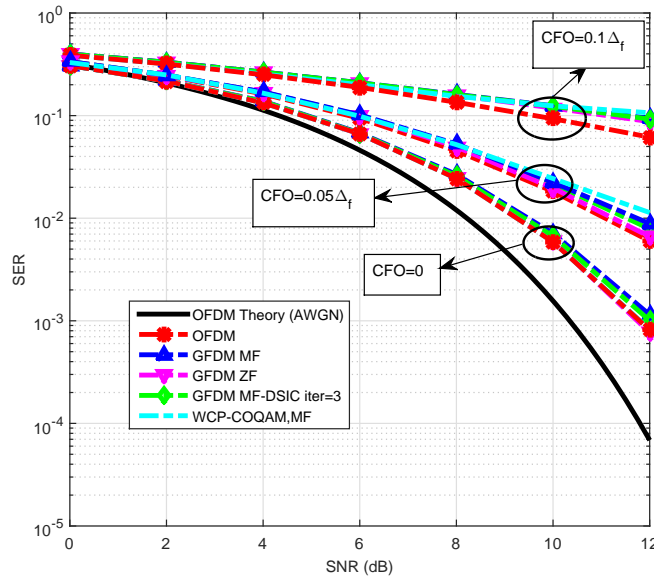 10^0
10^-1
10^-2
10^-3
10^-4
10^-5
SER
CFO=0.1Δ_f
CFO=0.05Δ_f
CFO=0
OFDM Theory (AWGN)
OFDM
GFDM MF
GFDM ZF
GFDM MF-DSIC iter=3
WCP-COQAM,MF
0 2 4 6 8 10 12
SNR (dB)